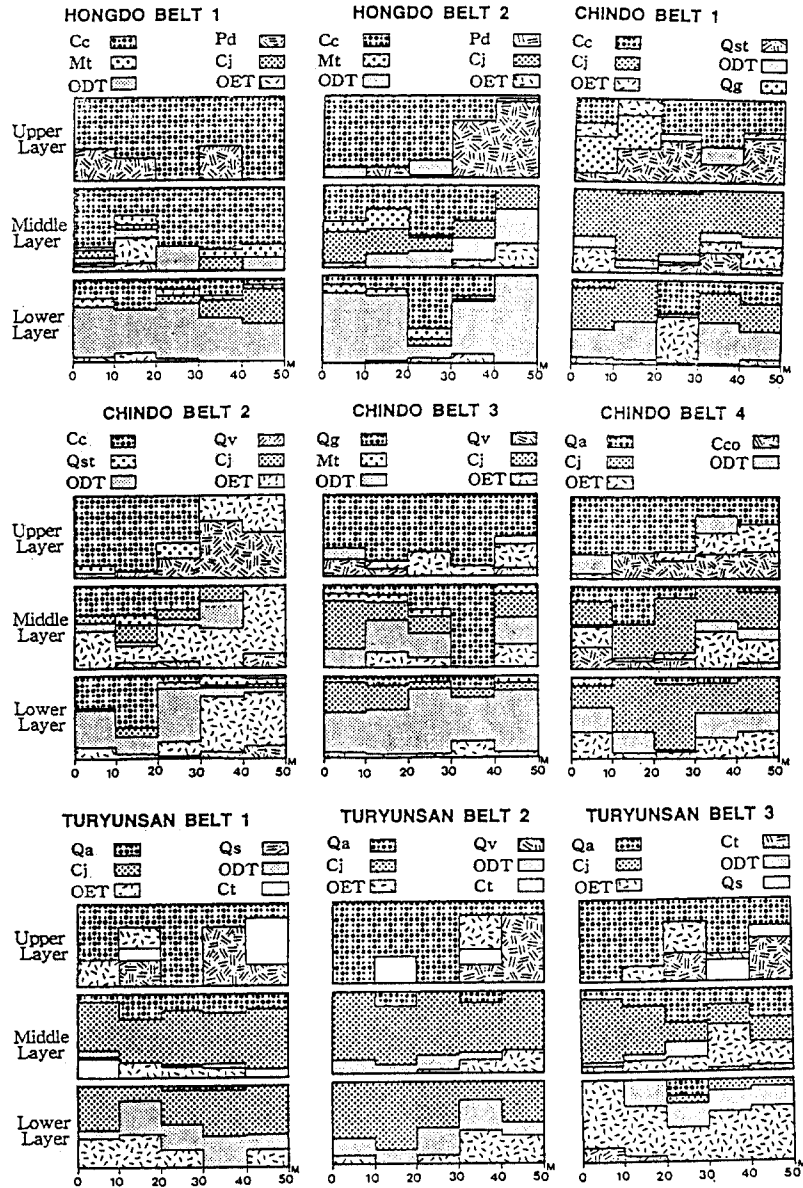 HONGDO BELT 1 HONGDO BELT 2 CHINDO BELT 1
Cc Pd Cc Pd Cc Qst
Mt Cj Mt Cj Cj ODT
ODT OET ODT OET OET Qg
Upper
Layer
Middle
Layer
Lower
Layer
0 10 20 30 40 50 M 0 10 20 30 40 50 M 0 10 20 30 40 50 M
CHINDO BELT 2 CHINDO BELT 3 CHINDO BELT 4
Cc Qv Qg Qv Qa Cco
Qst Cj Mt Cj Cj ODT
ODT OET ODT OET OET
Upper
Layer
Middle
Layer
Lower
Layer
0 10 20 30 40 50 M 0 10 20 30 40 50 M 0 10 20 30 40 50 M
TURYUNSAN BELT 1 TURYUNSAN BELT 2 TURYUNSAN BELT 3
Qa Qs Qa Qv Qa Ct
Cj ODT Cj ODT Cj ODT
OET Ct OET Ct OET Qs
Upper
Layer
Middle
Layer
Lower
Layer
0 10 20 30 40 50 M 0 10 20 30 40 50 M 0 10 20 30 40 50 M